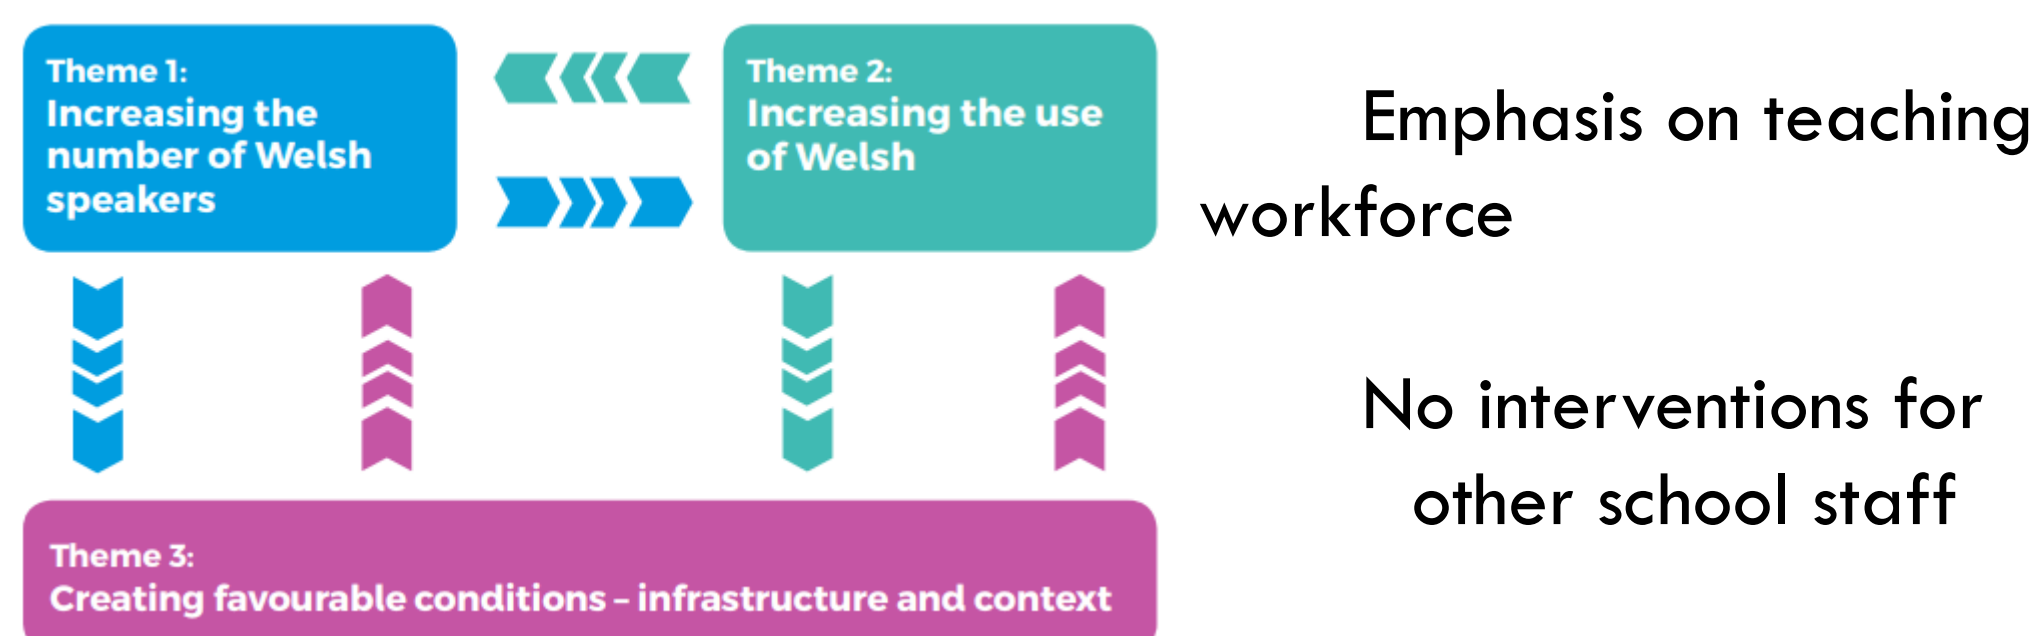 Theme 1:
Increasing the
number of Welsh
speakers
Theme 2:
Increasing the use
of Welsh
Theme 3:
Creating favourable conditions – infrastructure and context
Emphasis on teaching
workforce
No interventions for
other school staff